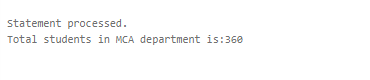 Statement processed.
Total students in MCA department is:360